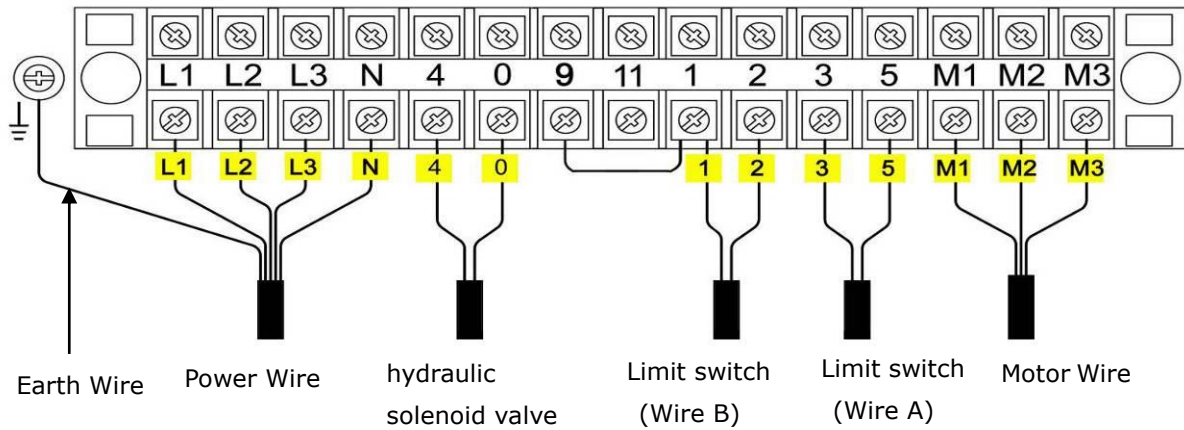 L1 L2 L3 N 4 0 9 11 1 2 3 5 M1 M2 M3
L1 L2 L3 N 4 0 1 2 3 5 M1 M2 M3
Earth Wire
Power Wire
hydraulic
solenoid valve
Limit switch
(Wire B)
Limit switch
(Wire A)
Motor Wire